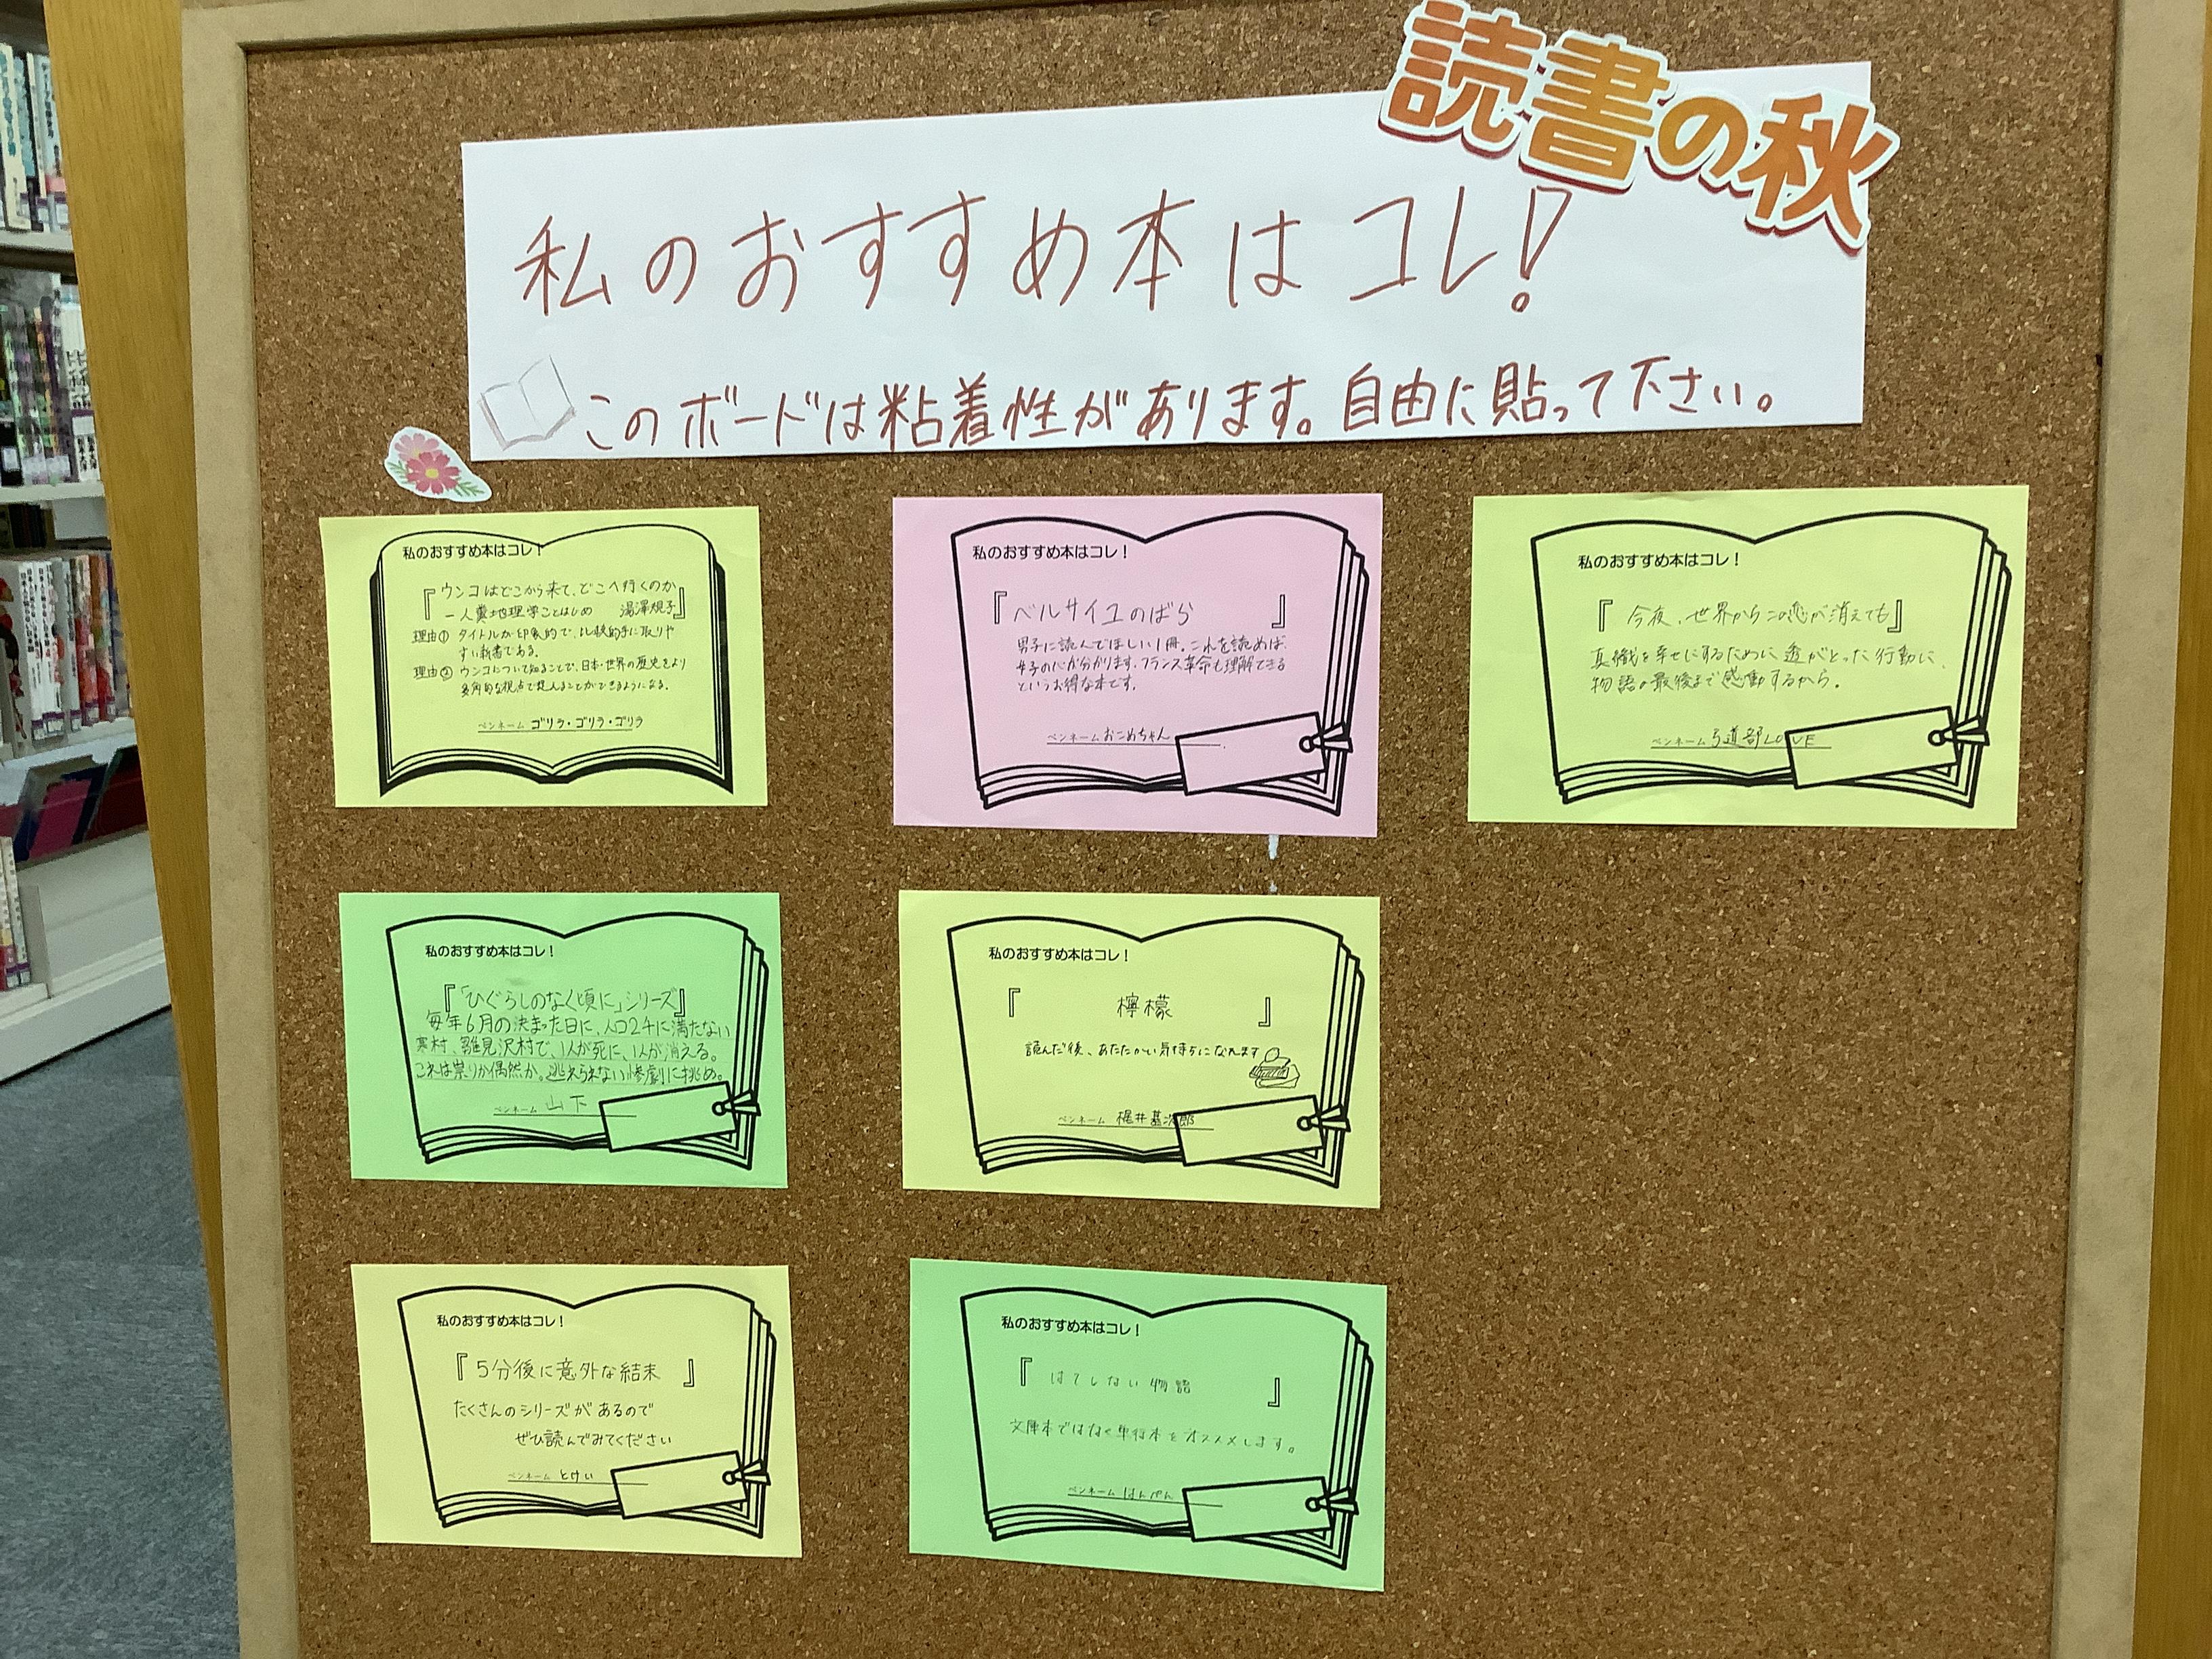 読書の秋
私のおすすめ本はコレ!
このボードは粘着性があります。自由に貼って下さい。
私のおすすめ本はコレ!
『ウンコはどこから来て、どこへ行くのか
―人糞地理学ことはじめ 湯澤規子』
理由① タイトルが印象的で、比較的手に取りや
すい新書である。
理由② ウンコについて知ることで、日本・世界の歴史をより
多角的な視点で捉えることができるようになる。
ペンネーム ゴリラ・ゴリラ・ゴリラ
私のおすすめ本はコレ!
『ベルサイユのばら』
男子に読んでほしい1冊。これを読めば
女子の心が分かります。フランス革命も理解できる
というお得な本です。
ペンネーム おこめちゃん
私のおすすめ本はコレ!
『今夜、世界からこの恋が消えても』
真織を幸せにするために透がとった行動に、
物語の最後まで感動するから。
ペンネーム 弓道部LOVE
私のおすすめ本はコレ!
『「ひぐらしのなく頃に」シリーズ』
毎年6月の決まった日に、人口2千に満たない
寒村、雛見沢村で、1人が死に、1人が消える。
これは祟りか偶然か。逃れられない惨劇に挑め。
ペンネーム 山下
私のおすすめ本はコレ!
『檸檬』
読んだ後、あたたかい気持ちになれます
ペンネーム 梶井基次郎
私のおすすめ本はコレ!
『5分後に意外な結末』
たくさんのシリーズがあるので
ぜひ読んでみてください
ペンネーム とけい
私のおすすめ本はコレ!
『はてしない物語』
文庫本ではなく単行本をオススメします。
ペンネーム はんぺん